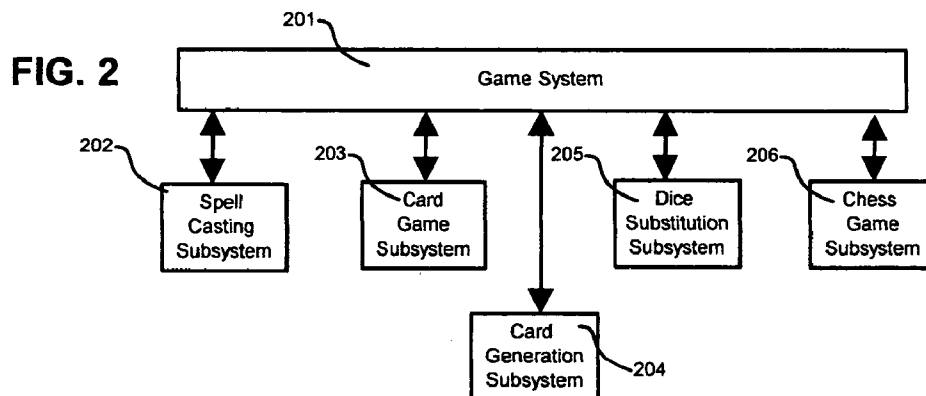 FIG. 2
201
Game System
202
203
205
206
Spell
Casting
Subsystem
Card
Game
Subsystem
Dice
Substitution
Subsystem
Chess
Game
Subsystem
Card
Generation
Subsystem
204